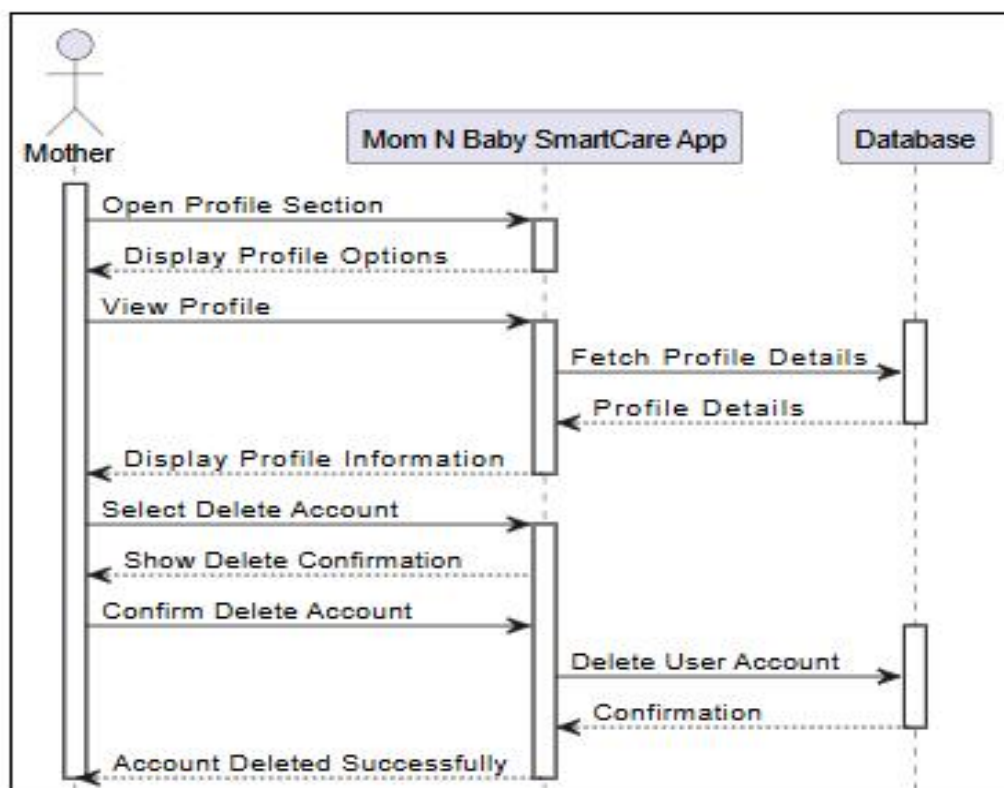 Mother
Mom N Baby SmartCare App
Database
Open Profile Section
Display Profile Options
View Profile
Fetch Profile Details
Profile Details
Display Profile Information
Select Delete Account
Show Delete Confirmation
Confirm Delete Account
Delete User Account
Confirmation
Account Deleted Successfully